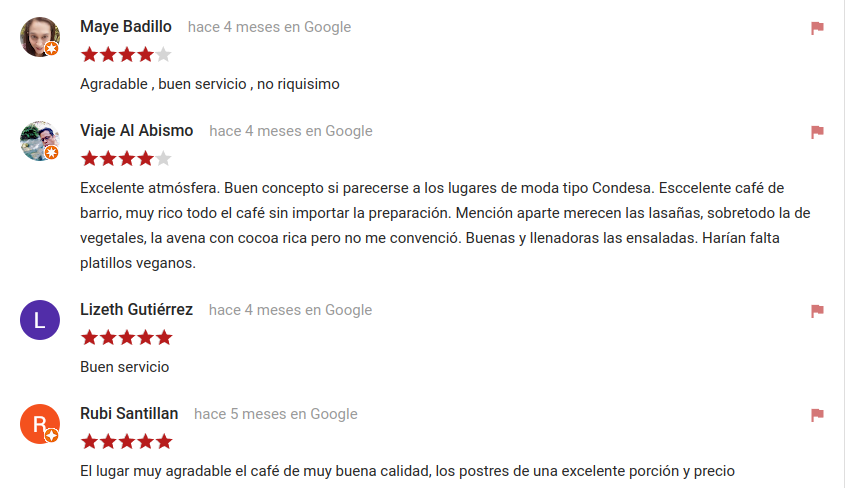 Maye Badillo hace 4 meses en Google
Agradable , buen servicio , no riquisimo
Viaje Al Abismo hace 4 meses en Google
Excelente atmósfera. Buen concepto si parecerse a los lugares de moda tipo Condesa. Esccelente café de
barrio, muy rico todo el café sin importar la preparación. Mención aparte merecen las lasañas, sobretodo la de
vegetales, la avena con cocoa rica pero no me convenció. Buenas y llenadoras las ensaladas. Harían falta
platillos veganos.
L
Lizeth Gutiérrez hace 4 meses en Google
Buen servicio
R
Rubi Santillan hace 5 meses en Google
El lugar muy agradable el café de muy buena calidad, los postres de una excelente porción y precio